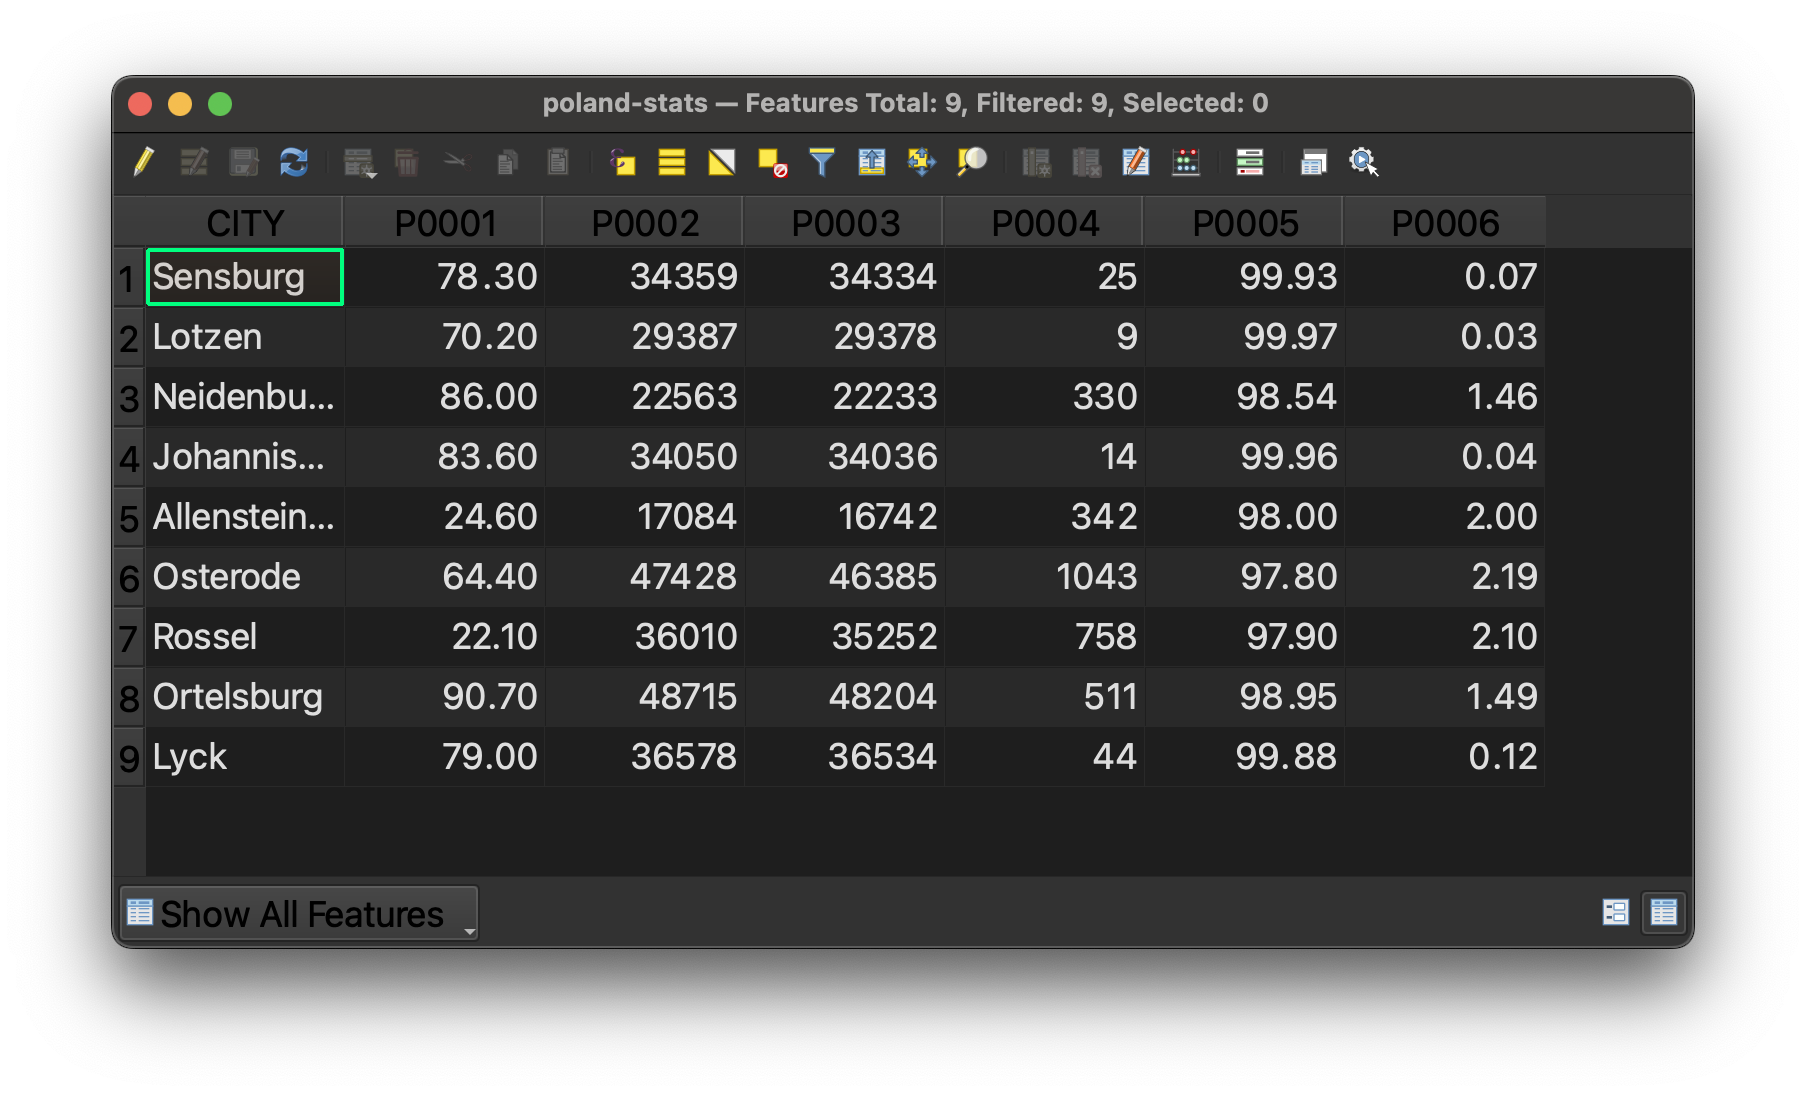 poland-stats — Features Total: 9, Filtered: 9, Selected: 0
CITY P0001 P0002 P0003 P0004 P0005 P0006
1 Sensburg 78.30 34359 34334 25 99.93 0.07
2 Lotzen 70.20 29387 29378 9 99.97 0.03
3 Neidenbu... 86.00 22563 22233 330 98.54 1.46
4 Johannis... 83.60 34050 34036 14 99.96 0.04
5 Allenstein... 24.60 17084 16742 342 98.00 2.00
6 Osterode 64.40 47428 46385 1043 97.80 2.19
7 Rossel 22.10 36010 35252 758 97.90 2.10
8 Ortelsburg 90.70 48715 48204 511 98.95 1.49
9 Lyck 79.00 36578 36534 44 99.88 0.12
Show All Features